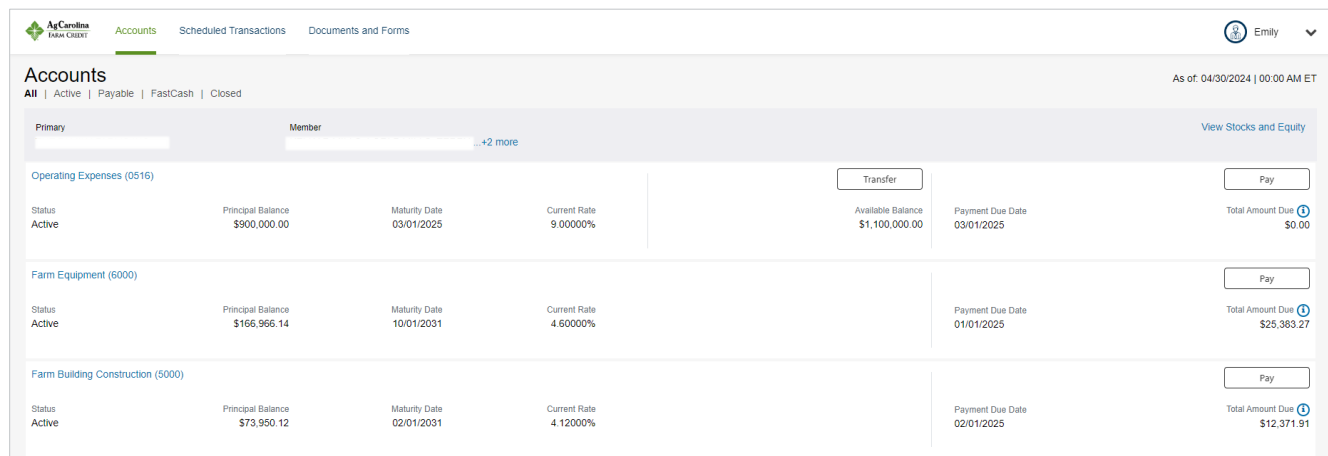 AgCarolina
FARM CREDIT
Accounts Scheduled Transactions Documents and Forms Emily
Accounts
As of: 04/30/2024 | 00:00 AM ET
All | Active | Payable | FastCash | Closed
Primary Member View Stocks and Equity
...+2 more
Operating Expenses (0516) Transfer Pay
Status Principal Balance Maturity Date Current Rate Available Balance Payment Due Date Total Amount Due i
Active $900,000.00 03/01/2025 9.00000% $1,100,000.00 03/01/2025 $0.00
Farm Equipment (6000) Pay
Status Principal Balance Maturity Date Current Rate Payment Due Date Total Amount Due i
Active $166,966.14 10/01/2031 4.60000% 01/01/2025 $25,383.27
Farm Building Construction (5000) Pay
Status Principal Balance Maturity Date Current Rate Payment Due Date Total Amount Due i
Active $73,950.12 02/01/2031 4.12000% 02/01/2025 $12,371.91